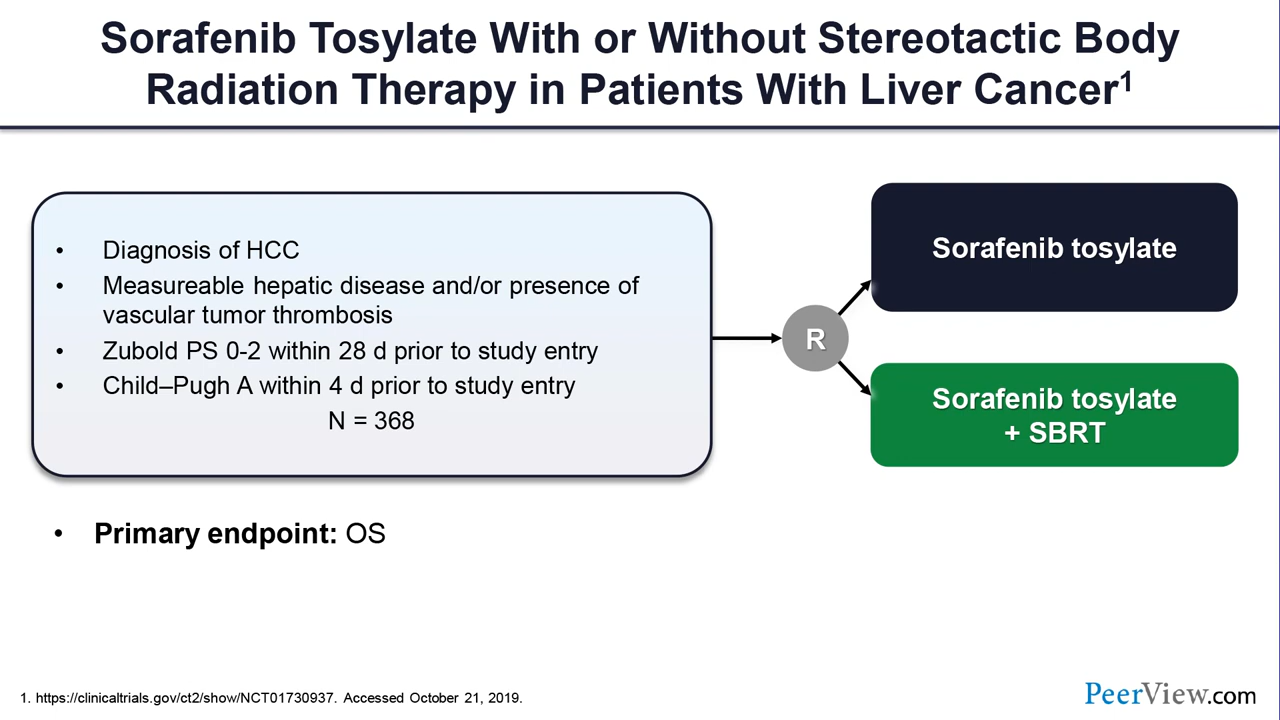 Sorafenib Tosylate With or Without Stereotactic Body
Radiation Therapy in Patients With Liver Cancer1
• Diagnosis of HCC
• Measureable hepatic disease and/or presence of
vascular tumor thrombosis
• Zubold PS 0-2 within 28 d prior to study entry
• Child–Pugh A within 4 d prior to study entry
N = 368
R
Sorafenib tosylate
Sorafenib tosylate
+ SBRT
• Primary endpoint: OS
1. https://clinicaltrials.gov/ct2/show/NCT01730937. Accessed October 21, 2019.
PeerView.com